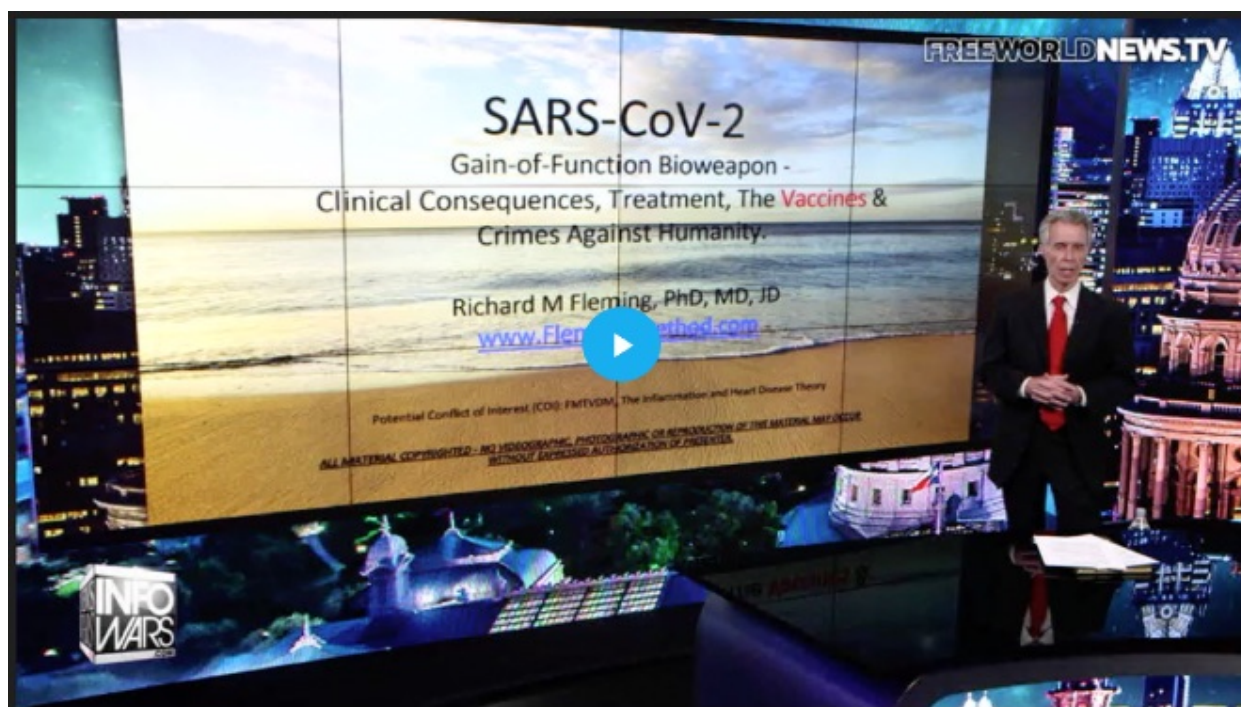 FREEWORLDNEWS.TV
SARS-CoV-2
Gain-of-Function Bioweapon -
Clinical Consequences, Treatment, The Vaccines &
Crimes Against Humanity.
Richard M Fleming, PhD, MD, JD
www.Flem ethod.com
Potential Conflict of Interest (COI): FMTVDM, The Inflammation and Heart Disease Theory
ALL MATERIAL COPYRIGHTED - NO VIDEOGRAPHIC, PHOTOGRAPHIC OR REPRODUCTION OF THIS MATERIAL MAY OCCUR
WITHOUT EXPRESSED AUTHORIZATION OF PRESENTER.
INFO
WARS
.COM